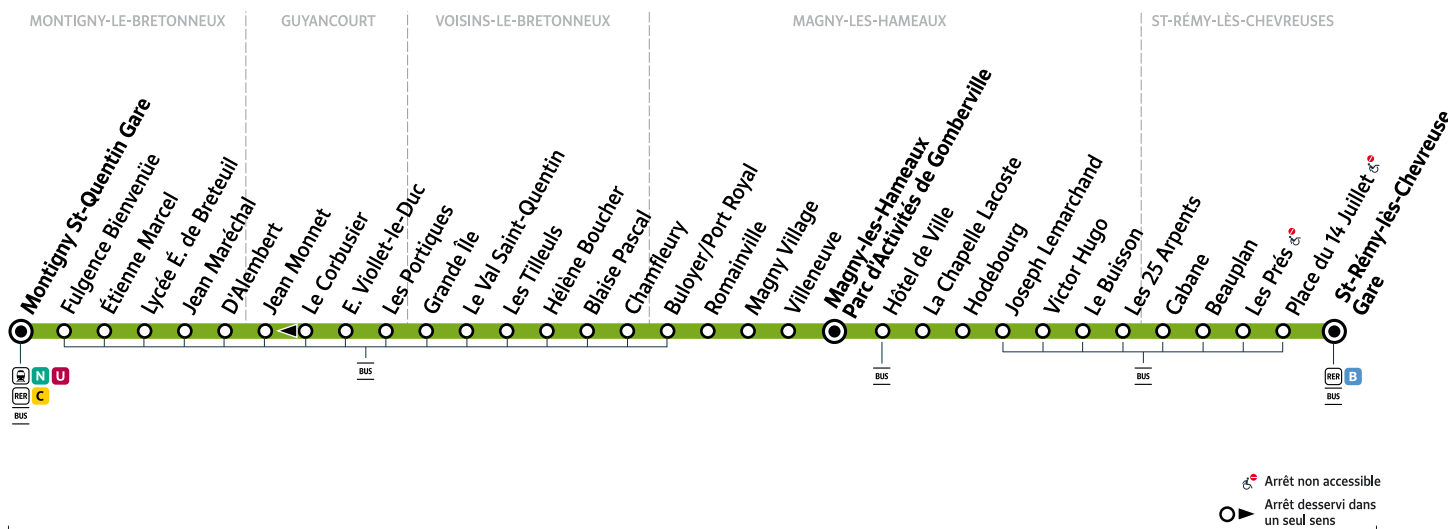 MONTIGNY-LE-BRETONNEUX
GUYANCOURT
VOISINS-LE-BRETONNEUX
MAGNY-LES-HAMEAUX
ST-RÉMY-LÈS-CHEVREUSES
Montigny St-Quentin Gare
Fulgence Bienvenüe
Étienne Marcel
Lycée É. de Breteuil
Jean Maréchal
D'Alembert
Jean Monnet
Le Corbusier
E. Viollet-le-Duc
Les Portiques
Grande Île
Le Val Saint-Quentin
Les Tilleuls
Hélène Boucher
Blaise Pascal
Chamfleury
Buloyer/Port Royal
Romainville
Magny Village
Villeneuve
Magny-les-Hameaux
Parc d'Activités de Gomberville
Hôtel de Ville
La Chapelle Lacoste
Hodebourg
Joseph Lemarchand
Victor Hugo
Le Buisson
Les 25 Arpents
Cabane
Beauplan
Les Prés
Place du 14 Juillet
St-Rémy-lès-Chevreuse
Gare
N U
RER C
BUS
BUS
BUS
BUS
RER B
BUS
Arrêt non accessible
Arrêt desservi dans
un seul sens